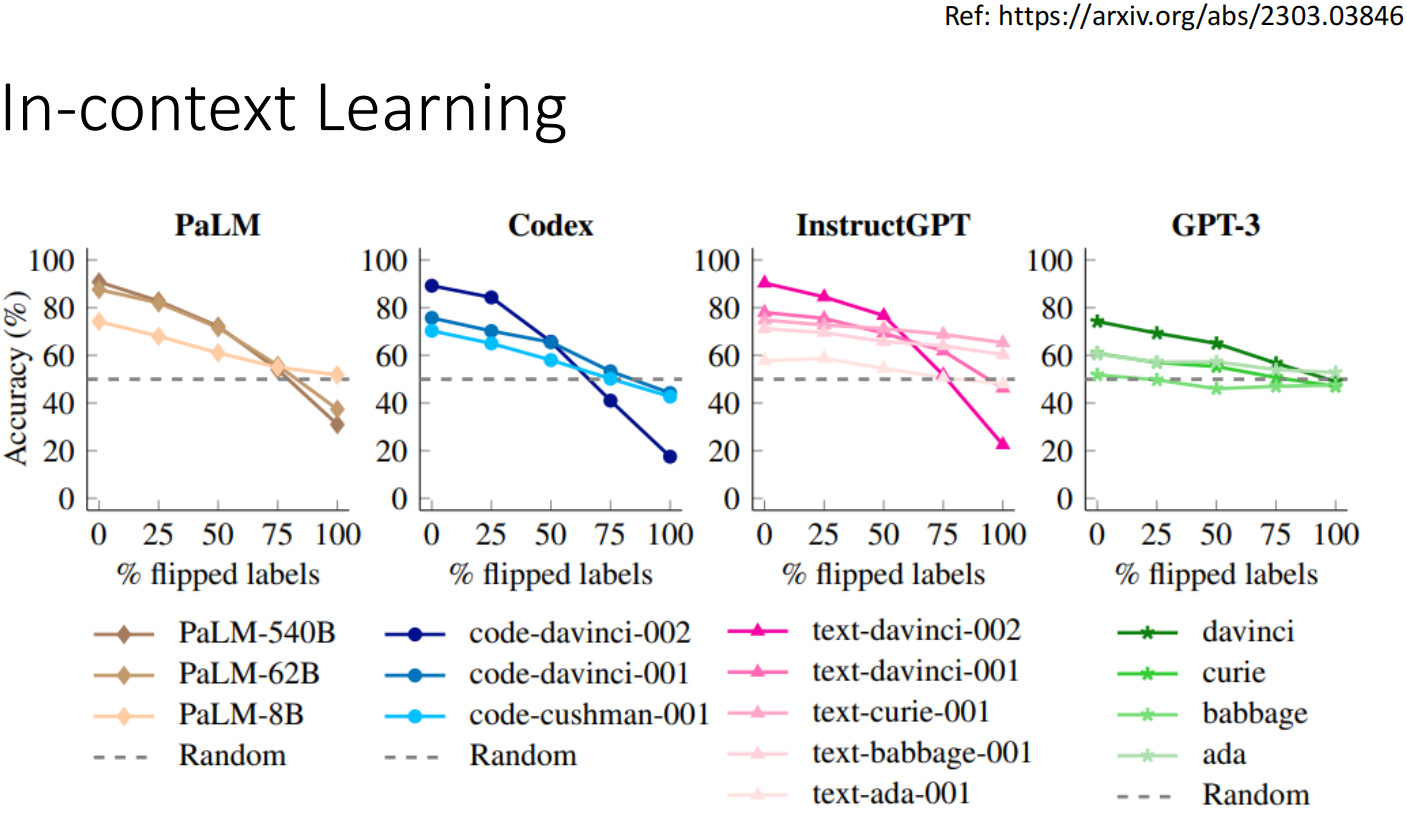 Ref: https://arxiv.org/abs/2303.03846
In-context Learning
PaLM
Codex
InstructGPT
GPT-3
Accuracy (%)
100
80
60
40
20
0
0 25 50 75 100
% flipped labels
100
80
60
40
20
0
0 25 50 75 100
% flipped labels
100
80
60
40
20
0
0 25 50 75 100
% flipped labels
100
80
60
40
20
0
0 25 50 75 100
% flipped labels
PaLM-540B
PaLM-62B
PaLM-8B
Random
code-davinci-002
code-davinci-001
code-cushman-001
Random
text-davinci-002
text-davinci-001
text-curie-001
text-babbage-001
text-ada-001
davinci
curie
babbage
ada
Random